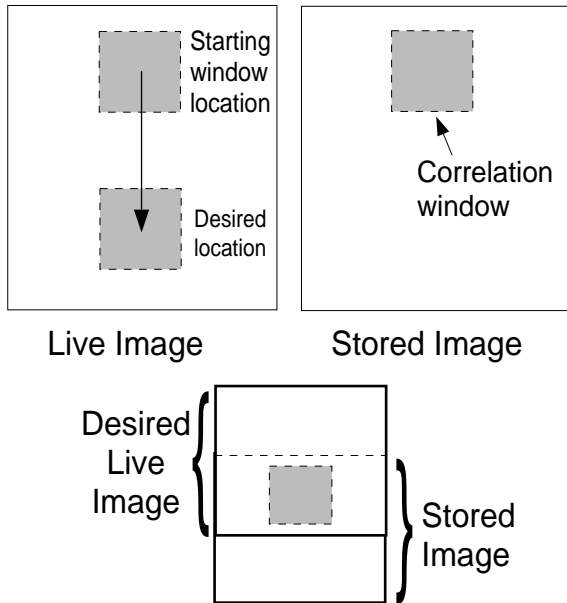 Starting
window
location
Desired
location
Correlation
window
Live Image
Stored Image
Desired
Live
Image
Stored
Image